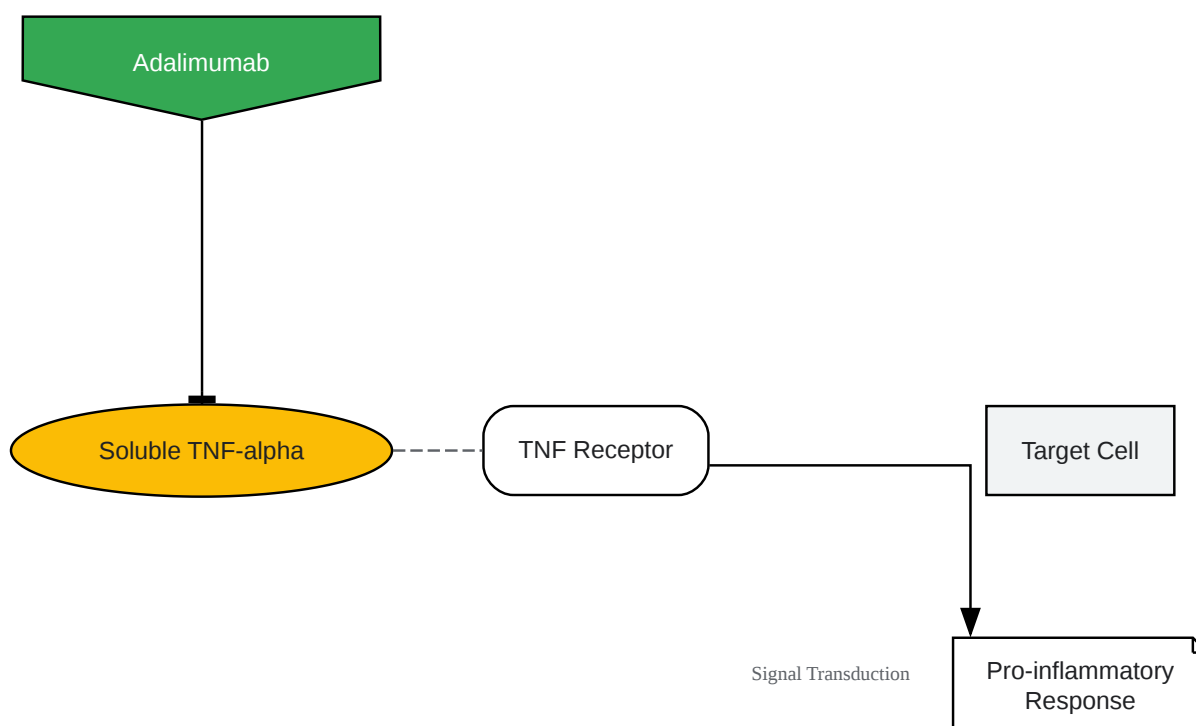 Adalimumab
Soluble TNF-alpha
TNF Receptor
Target Cell
Signal Transduction
Pro-inflammatory
Response